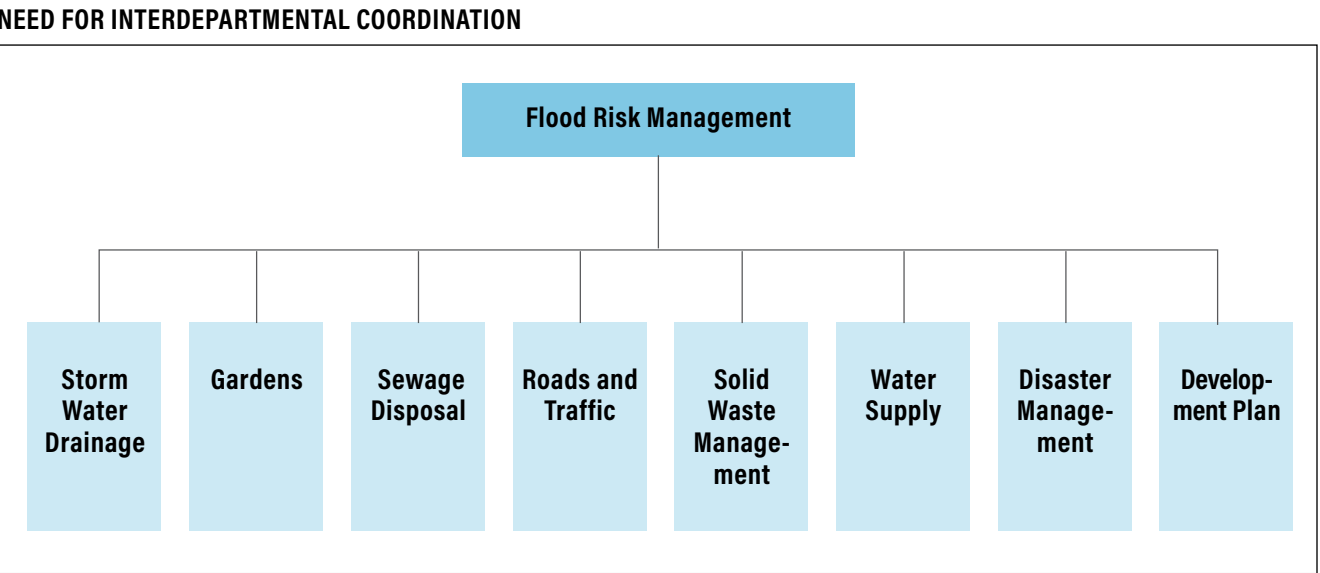 NEED FOR INTERDEPARTMENTAL COORDINATION
Flood Risk Management
Storm
Water
Drainage
Gardens
Sewage
Disposal
Roads and
Traffic
Solid
Waste
Manage-
ment
Water
Supply
Disaster
Manage-
ment
Develop-
ment Plan